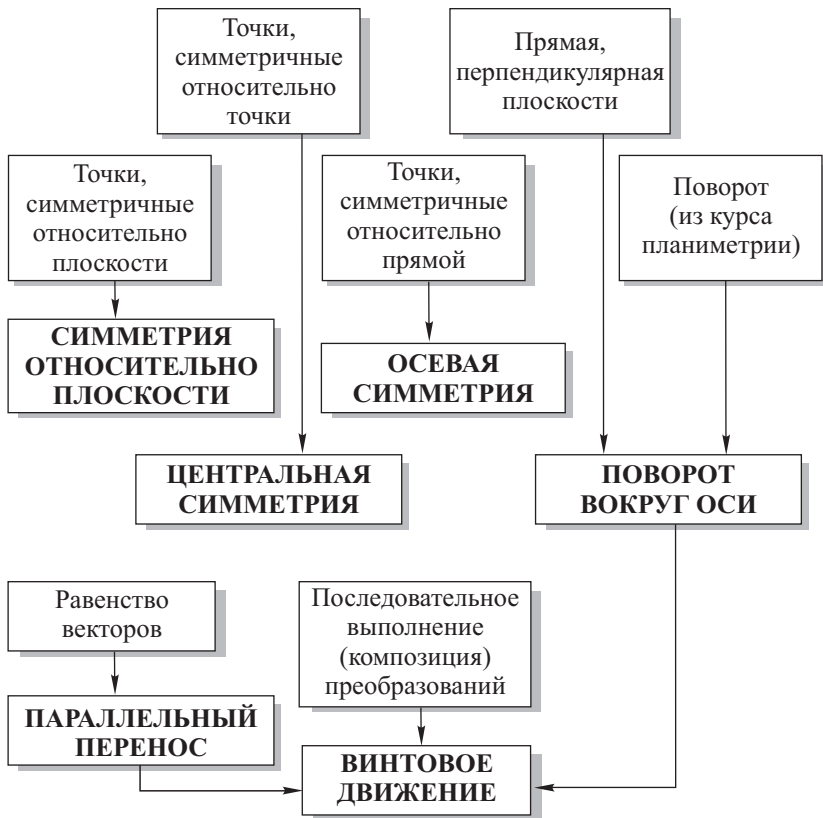 Точки,
симметричные
относительно
точки
Прямая,
перпендикулярная
плоскости
Точки,
симметричные
относительно
плоскости
Точки,
симметричные
относительно
прямой
Поворот
(из курса
планиметрии)
СИММЕТРИЯ
ОТНОСИТЕЛЬНО
ПЛОСКОСТИ
ОСЕВАЯ
СИММЕТРИЯ
ЦЕНТРАЛЬНАЯ
СИММЕТРИЯ
ПОВОРОТ
ВОКРУГ ОСИ
Равенство
векторов
Последовательное
выполнение
(композиция)
преобразований
ПАРАЛЛЕЛЬНЫЙ
ПЕРЕНОС
ВИНТОВОЕ
ДВИЖЕНИЕ